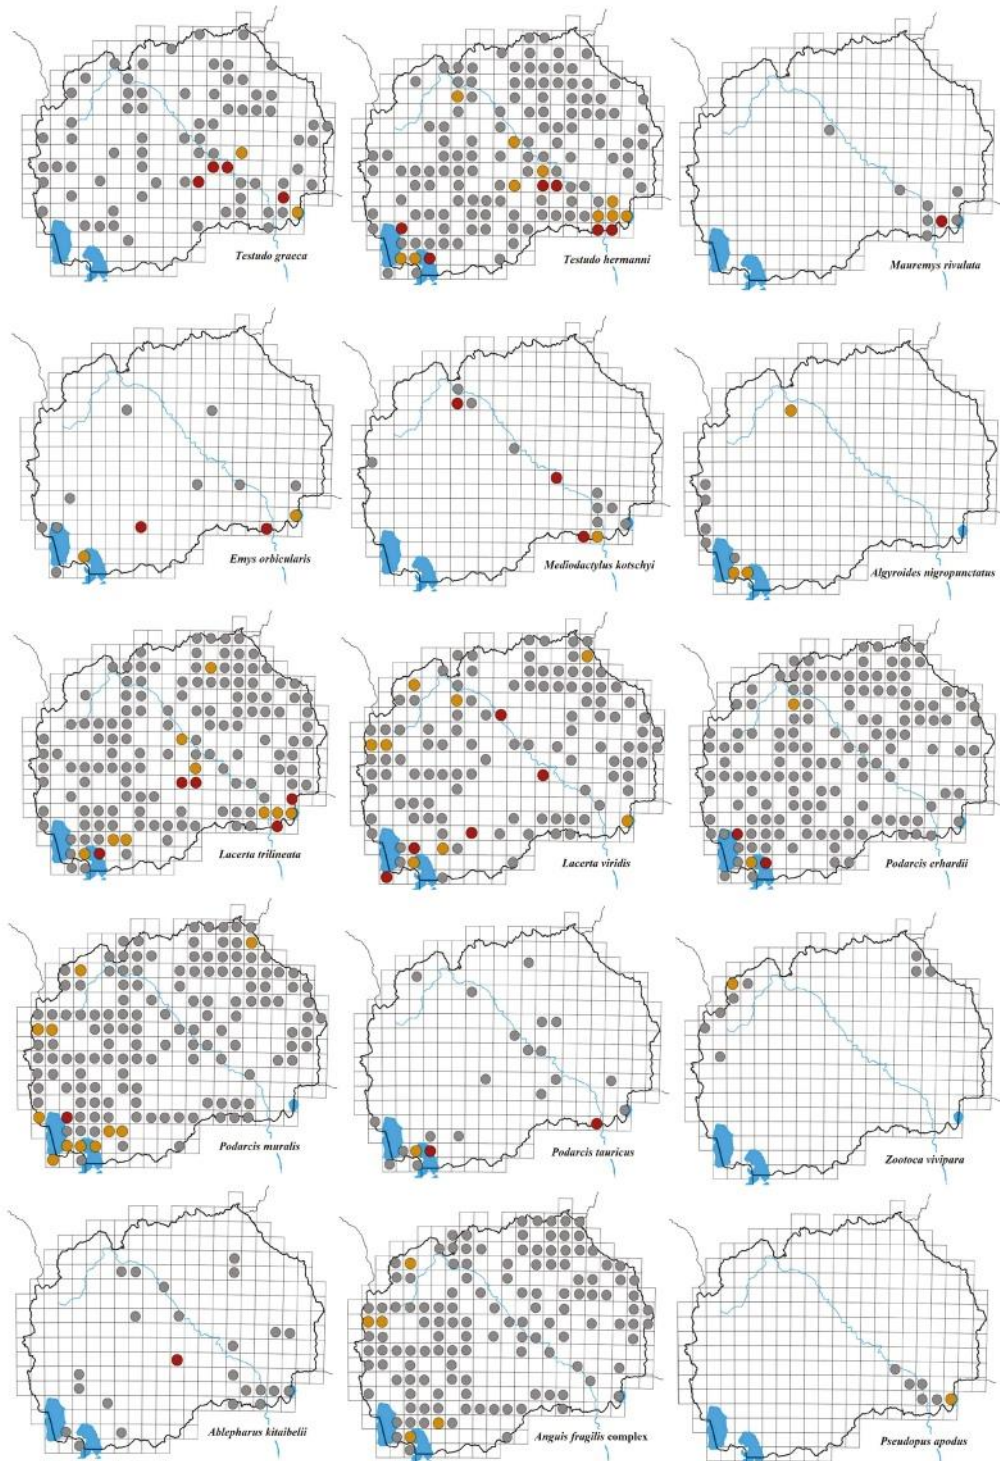 Testudo graeca
Testudo hermanni
Mauremys rivulata
Emys orbicularis
Mediodactylus kotschyi
Algyroides nigropunctatus
Lacerta trilineata
Lacerta viridis
Podarcis erhardii
Podarcis muralis
Podarcis tauricus
Zootoca vivipara
Ablepharus kitaibelii
Anguis fragilis complex
Pseudopus apodus